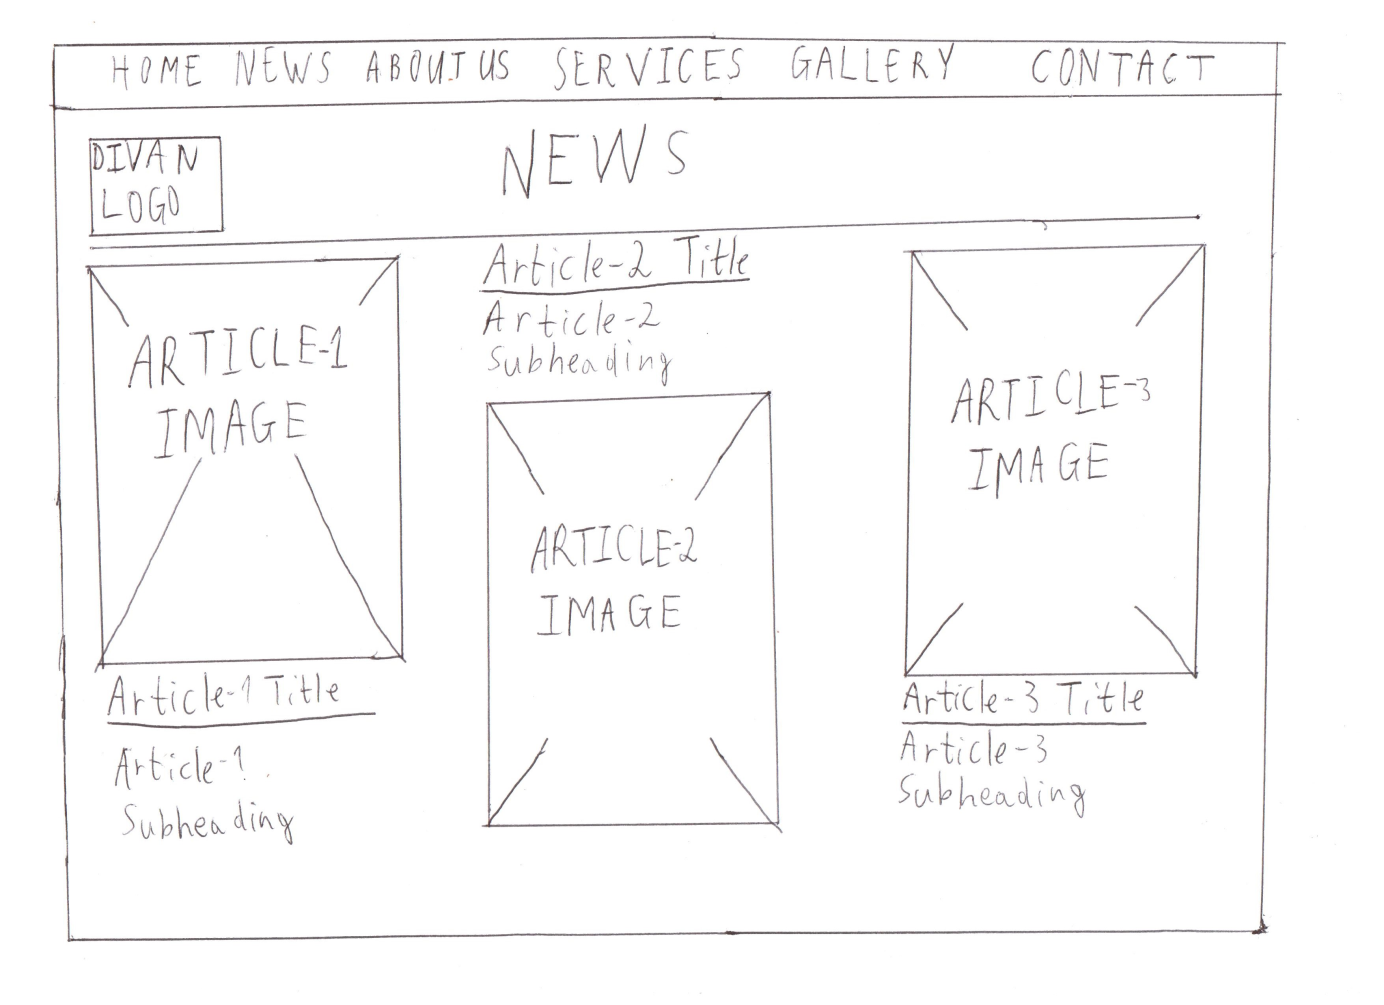 HOME NEWS ABOUT US SERVICES GALLERY CONTACT
DIVAN
LOGO
NEWS
ARTICLE-1
IMAGE
Article-1 Title
Article-1
Subheading
Article-2 Title
Article-2
Subheading
ARTICLE-2
IMAGE
ARTICLE-3
IMAGE
Article-3 Title
Article-3
Subheading